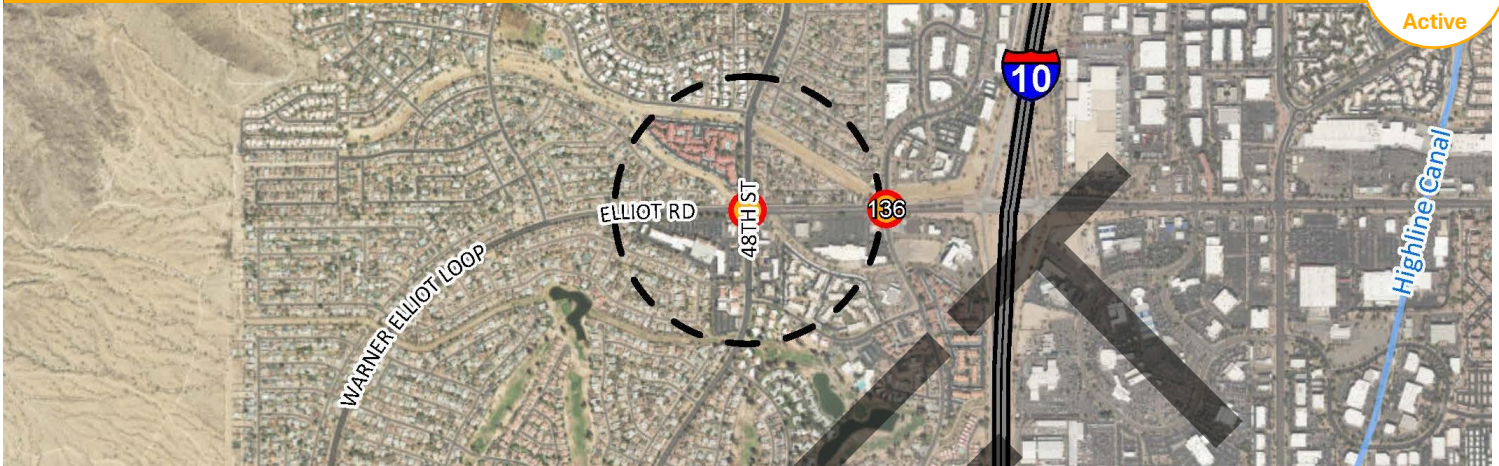 Active
10
ELLIOT RD
48TH ST
136
WARNER ELLIOT LOOP
Highline Canal